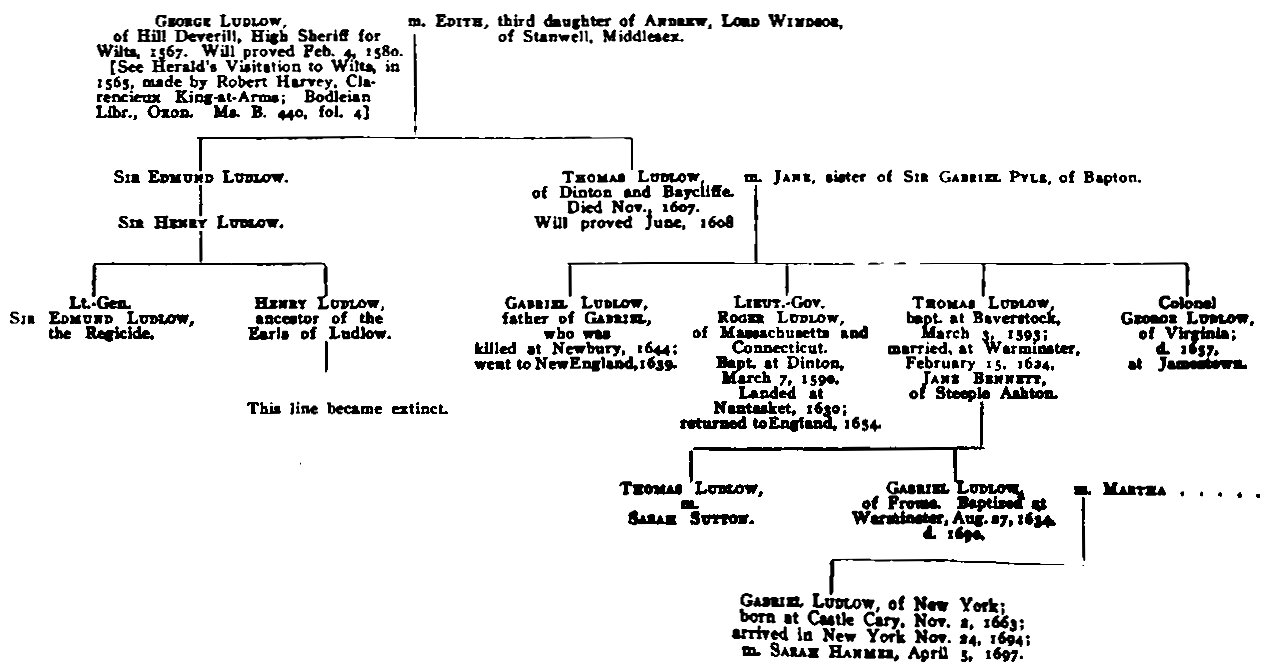 GEORGE LUDLOW,
of Hill Deverill, High Sheriff for
Wilts, 1567. Will proved Feb. 4, 1580.
[See Herald's Visitation to Wilts, in
1565, made by Robert Harvey, Cla-
rencieux King-at-Arms; Bodleian
Libr., Oxon. Ms. B. 440, fol. 4]
m. EDITH, third daughter of ANDREW, LORD WINDSOR,
of Stanwell, Middlesex.
SIR EDMUND LUDLOW.
THOMAS LUDLOW,
of Dinton and Baycliffe.
Died Nov., 1607.
Will proved June, 1608
m. JANE, sister of SIR GABRIEL PYLE, of Bapton.
SIR HENRY LUDLOW.
Lt.-Gen.
SIR EDMUND LUDLOW,
the Regicide.
HENRY LUDLOW,
ancestor of the
Earls of Ludlow.
This line became extinct.
GABRIEL LUDLOW,
father of GABRIEL,
who was
killed at Newbury, 1644;
went to New England, 1639.
LIEUT.-GOV.
ROGER LUDLOW,
of Massachusetts and
Connecticut.
Bapt. at Dinton,
March 7, 1590.
Landed at
Nantasket, 1630;
returned to England, 1654.
THOMAS LUDLOW,
bapt. at Baverstock,
March 3, 1593;
married, at Warminster,
February 15, 1624,
JANE BENNETT,
of Steeple Ashton.
Colonel
GEORGE LUDLOW,
of Virginia;
d. 1657,
at Jamestown.
THOMAS LUDLOW,
m.
SARAH SUTTON.
GABRIEL LUDLOW,
of Frome. Baptized at
Warminster, Aug. 27, 1634.
d. 1690.
m. MARTHA . . . . .
GABRIEL LUDLOW, of New York;
born at Castle Cary, Nov. 2, 1663;
arrived in New York Nov. 24, 1694;
m. SARAH HANMER, April 5, 1697.